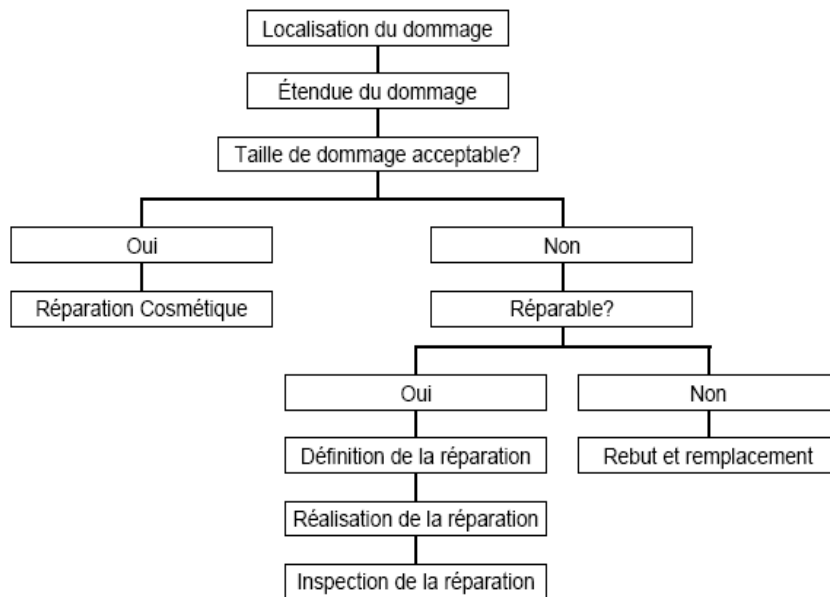 Localisation du dommage
Étendue du dommage
Taille de dommage acceptable?
Oui
Non
Réparation Cosmétique
Réparable?
Oui
Non
Définition de la réparation
Rebut et remplacement
Réalisation de la réparation
Inspection de la réparation